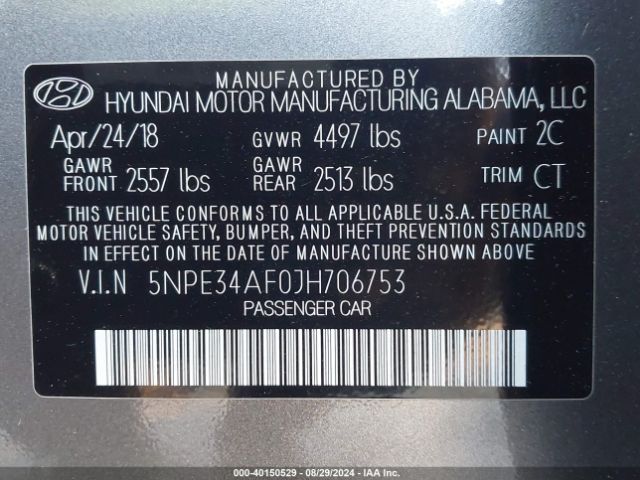 MANUFACTURED BY
HYUNDAI MOTOR MANUFACTURING ALABAMA, LLC
Apr/24/18 GVWR 4497 lbs PAINT 2C
GAWR FRONT 2557 lbs GAWR REAR 2513 lbs TRIM CT
THIS VEHICLE CONFORMS TO ALL APPLICABLE U.S.A. FEDERAL
MOTOR VEHICLE SAFETY, BUMPER, AND THEFT PREVENTION STANDARDS
IN EFFECT ON THE DATE OF MANUFACTURE SHOWN ABOVE.
V.I.N 5NPE34AF0JH706753
PASSENGER CAR
000-40150529 - 08/29/2024 - IAA Inc.